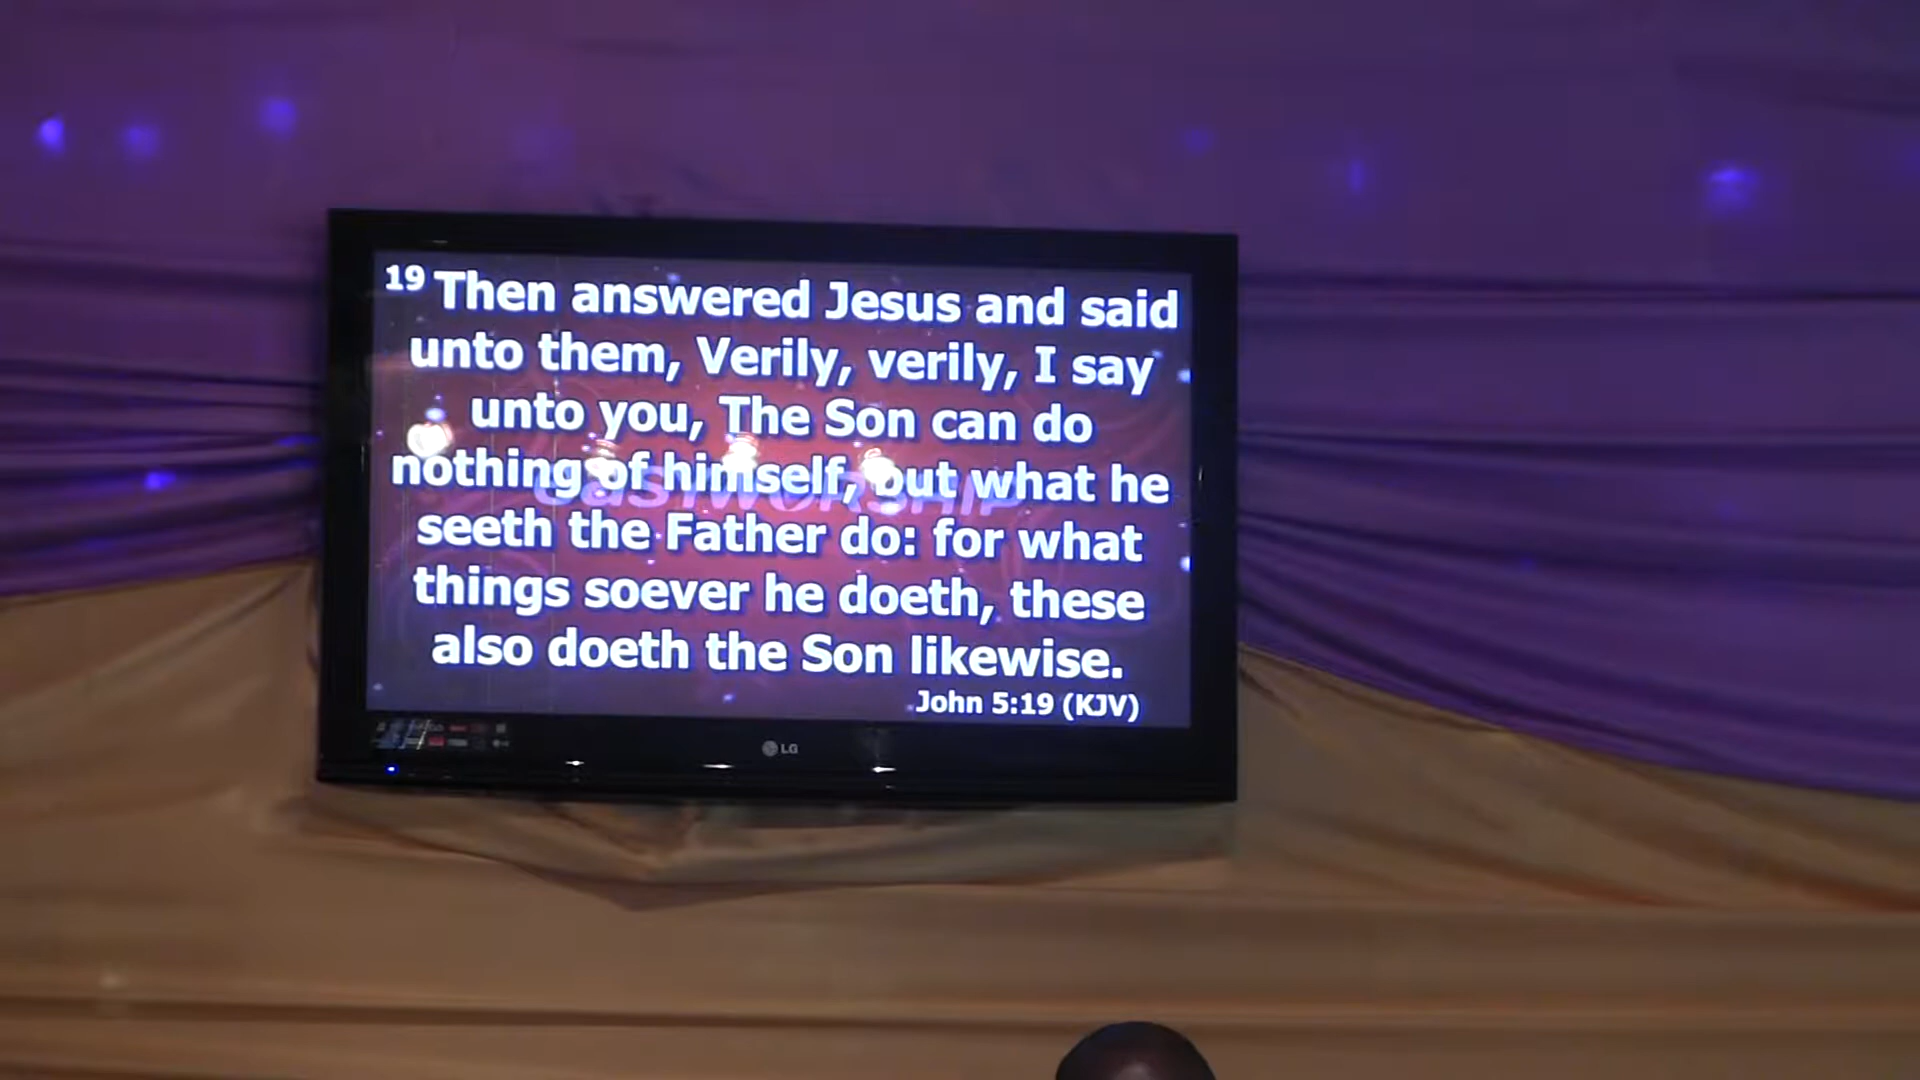 19 Then answered Jesus and said
unto them, Verily, verily, I say
unto you, The Son can do
nothing of himself, but what he
seeth the Father do: for what
things soever he doeth, these
also doeth the Son likewise.
John 5:19 (KJV)
EASYWORSHIP
LG